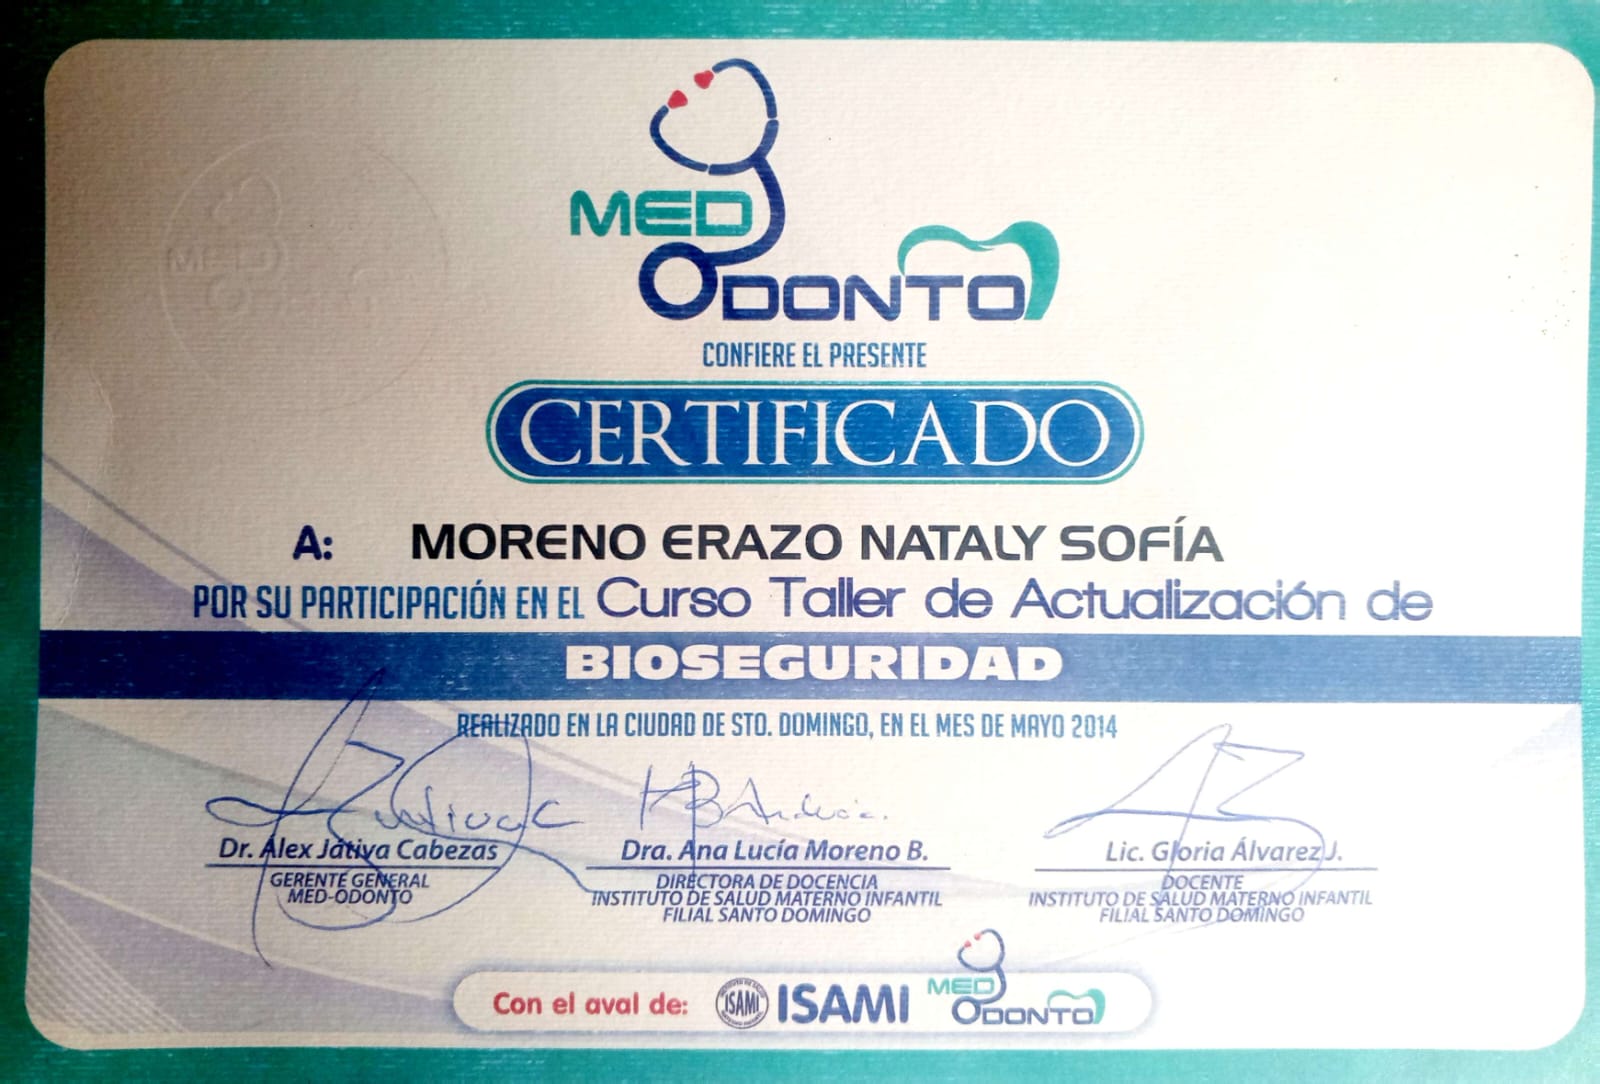 MED
ODONTO
CONFIERE EL PRESENTE
CERTIFICADO
A: MORENO ERAZO NATALY SOFÍA
POR SU PARTICIPACIÓN EN EL Curso Taller de Actualización de
BIOSEGURIDAD
REALIZADO EN LA CIUDAD DE STO. DOMINGO, EN EL MES DE MAYO 2014
Dr. Álex Játiva Cabezas
GERENTE GENERAL
MED-ODONTO
Dra. Ana Lucía Moreno B.
DIRECTORA DE DOCENCIA
INSTITUTO DE SALUD MATERNO INFANTIL
FILIAL SANTO DOMINGO
Lic. Gloria Álvarez J.
DOCENTE
INSTITUTO DE SALUD MATERNO INFANTIL
FILIAL SANTO DOMINGO
Con el aval de: ISAMI ISAMI MED ODONTO